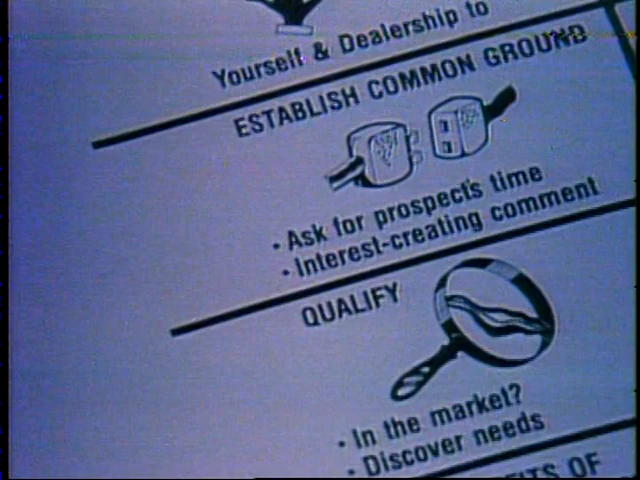 Yourself & Dealership to
ESTABLISH COMMON GROUND
• Ask for prospect's time
• Interest-creating comment
QUALIFY
• In the market?
• Discover needs
OF